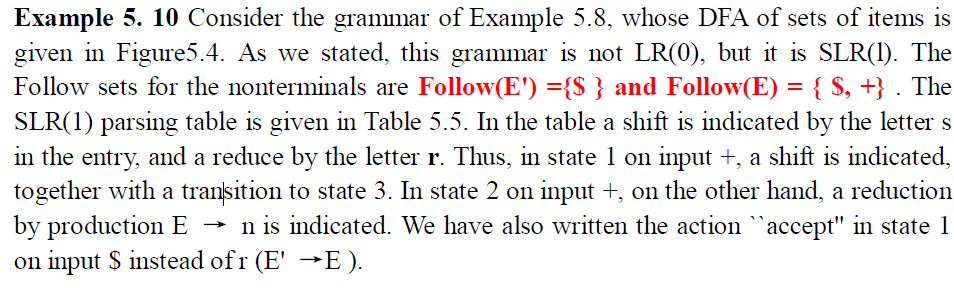 Example 5. 10 Consider the grammar of Example 5.8, whose DFA of sets of items is
given in Figure5.4. As we stated, this grammar is not LR(0), but it is SLR(l). The
Follow sets for the nonterminals are Follow(E') ={$ } and Follow(E) = { $, +} . The
SLR(1) parsing table is given in Table 5.5. In the table a shift is indicated by the letter s
in the entry, and a reduce by the letter r. Thus, in state 1 on input +, a shift is indicated,
together with a transition to state 3. In state 2 on input +, on the other hand, a reduction
by production E → n is indicated. We have also written the action ``accept" in state 1
on input $ instead of r (E' →E ).